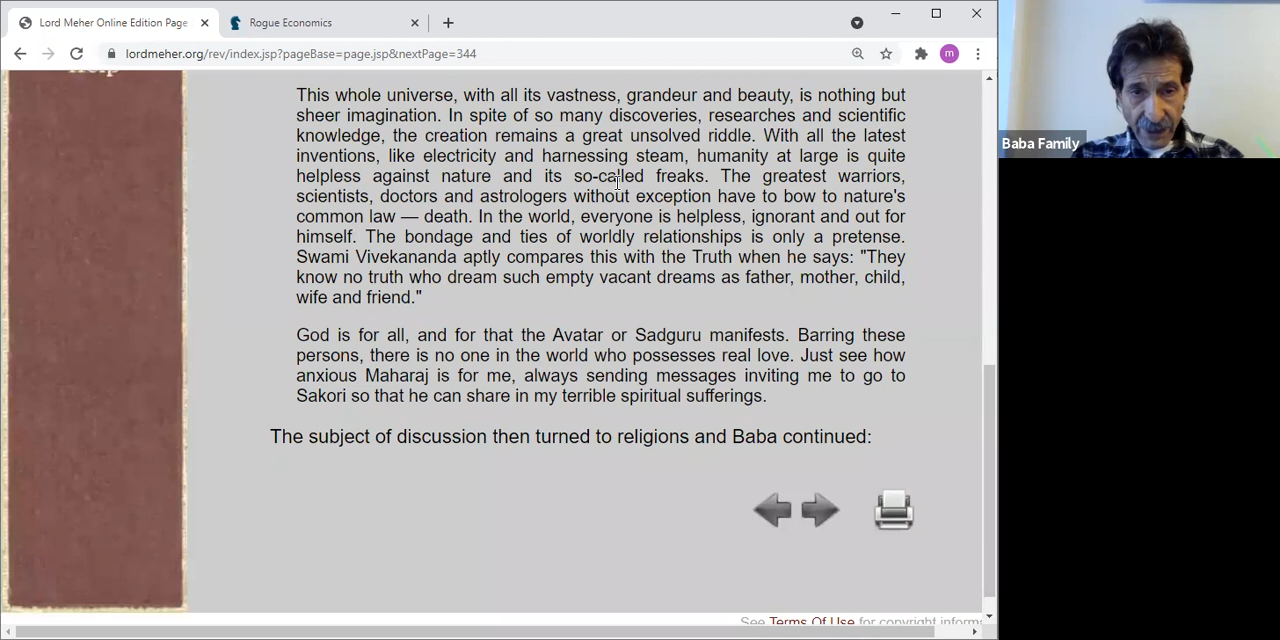 Lord Meher Online Edition Page
Rogue Economics
lordmeher.org/rev/index.jsp?pageBase=page.jsp&nextPage=344
m
Help
This whole universe, with all its vastness, grandeur and beauty, is nothing but
sheer imagination. In spite of so many discoveries, researches and scientific
knowledge, the creation remains a great unsolved riddle. With all the latest
inventions, like electricity and harnessing steam, humanity at large is quite
helpless against nature and its so-called freaks. The greatest warriors,
scientists, doctors and astrologers without exception have to bow to nature's
common law — death. In the world, everyone is helpless, ignorant and out for
himself. The bondage and ties of worldly relationships is only a pretense.
Swami Vivekananda aptly compares this with the Truth when he says: "They
know no truth who dream such empty vacant dreams as father, mother, child,
wife and friend."
God is for all, and for that the Avatar or Sadguru manifests. Barring these
persons, there is no one in the world who possesses real love. Just see how
anxious Maharaj is for me, always sending messages inviting me to go to
Sakori so that he can share in my terrible spiritual sufferings.
The subject of discussion then turned to religions and Baba continued:
See Terms Of Use for copyright inform
Baba Family